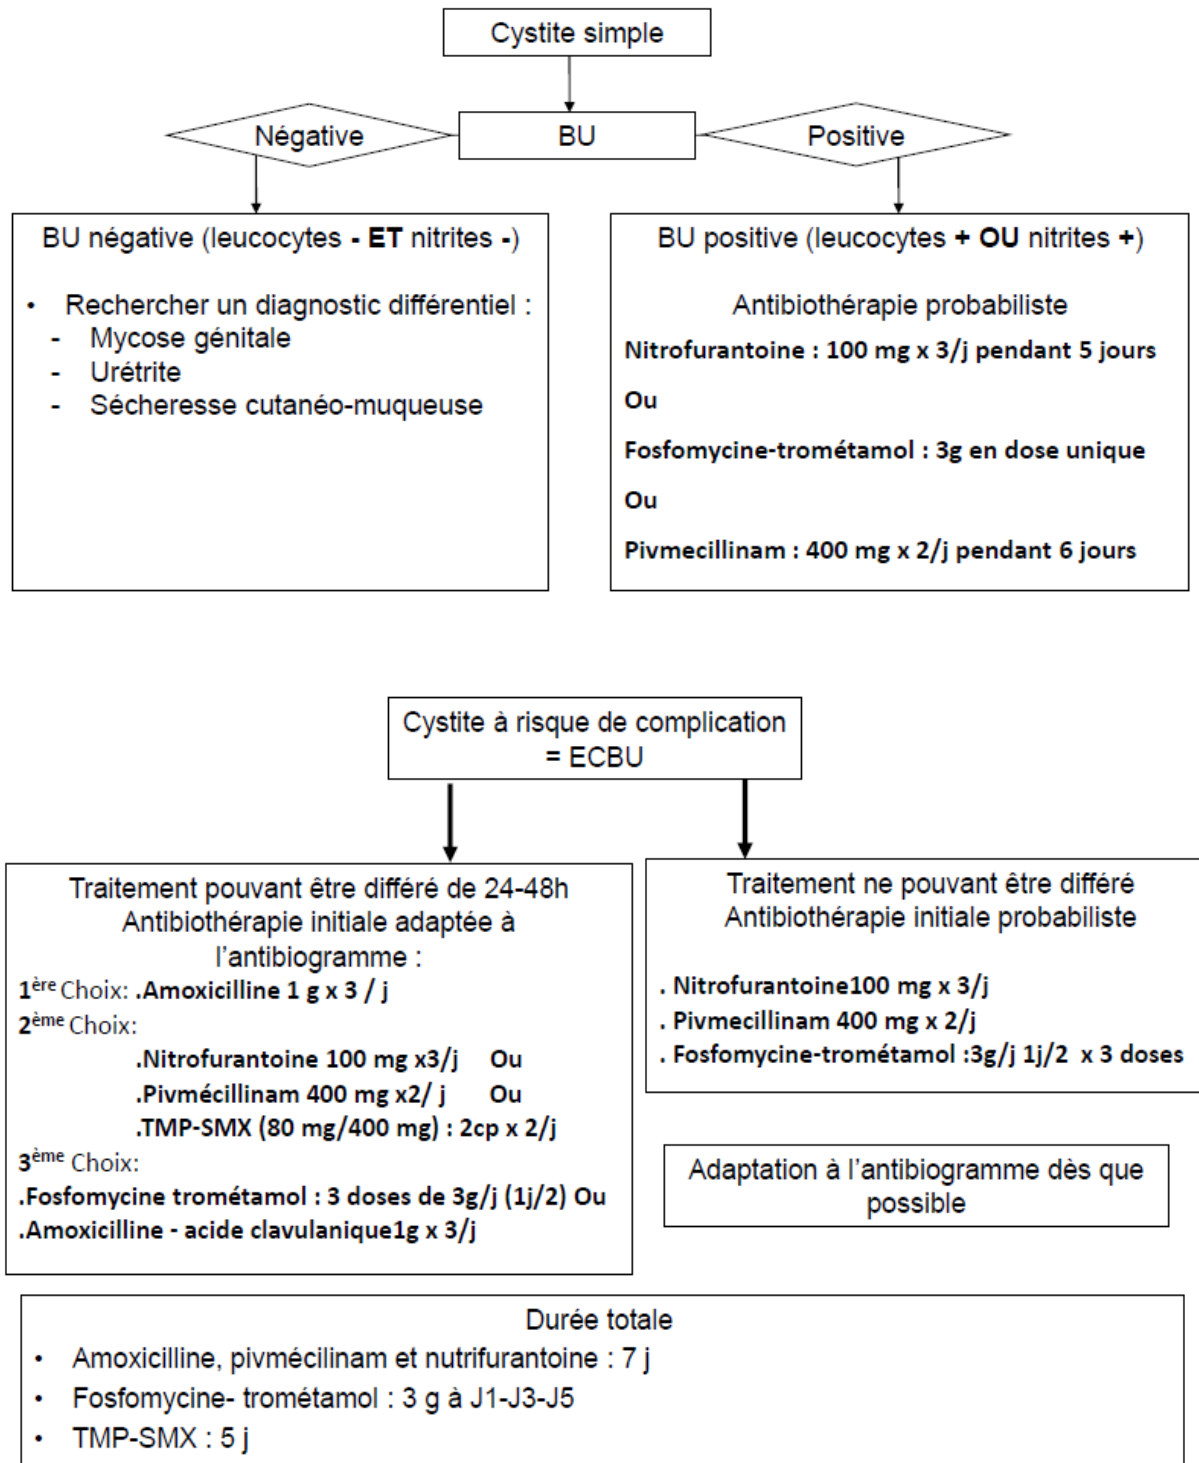 Cystite simple
Négative
BU
Positive
BU négative (leucocytes - ET nitrites -)
• Rechercher un diagnostic différentiel :
- Mycose génitale
- Urétrite
- Sécheresse cutanéo-muqueuse
BU positive (leucocytes + OU nitrites +)
Antibiothérapie probabiliste
Nitrofurantoine : 100 mg x 3/j pendant 5 jours
Ou
Fosfomycine-trométamol : 3g en dose unique
Ou
Pivmecillinam : 400 mg x 2/j pendant 6 jours
Cystite à risque de complication
= ECBU
Traitement pouvant être différé de 24-48h
Antibiothérapie initiale adaptée à
l'antibiogramme :
1ère Choix: .Amoxicilline 1 g x 3 / j
2ème Choix:
.Nitrofurantoine 100 mg x3/j Ou
.Pivmécillinam 400 mg x2/ j Ou
.TMP-SMX (80 mg/400 mg) : 2cp x 2/j
3ème Choix:
.Fosfomycine trométamol : 3 doses de 3g/j (1j/2) Ou
.Amoxicilline - acide clavulanique1g x 3/j
Traitement ne pouvant être différé
Antibiothérapie initiale probabiliste
. Nitrofurantoine100 mg x 3/j
. Pivmecillinam 400 mg x 2/j
. Fosfomycine-trométamol :3g/j 1j/2 x 3 doses
Adaptation à l'antibiogramme dès que
possible
Durée totale
• Amoxicilline, pivmécilinam et nutrifurantoine : 7 j
• Fosfomycine- trométamol : 3 g à J1-J3-J5
• TMP-SMX : 5 j